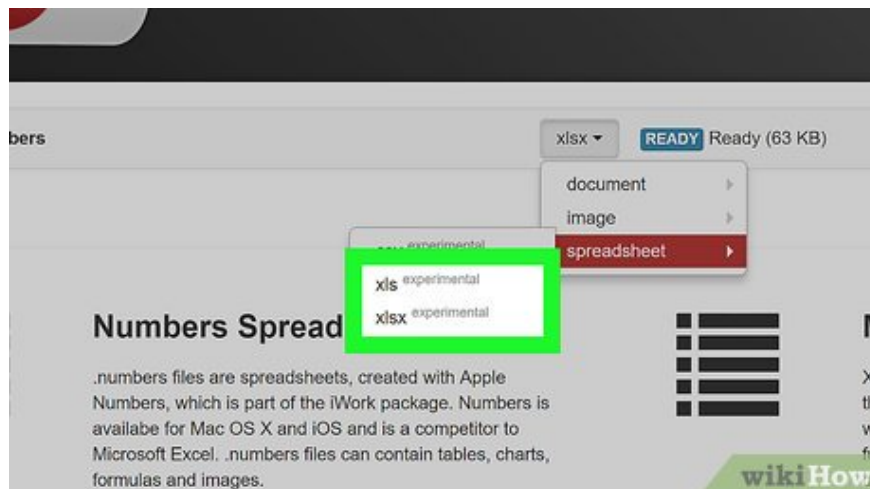 bers
xlsx
READY Ready (63 KB)
document
image
spreadsheet
experimental
xls experimental
xlsx experimental
Numbers Spread
.numbers files are spreadsheets, created with Apple
Numbers, which is part of the iWork package. Numbers is
availabe for Mac OS X and iOS and is a competitor to
Microsoft Excel. .numbers files can contain tables, charts,
formulas and images.
wikiHow